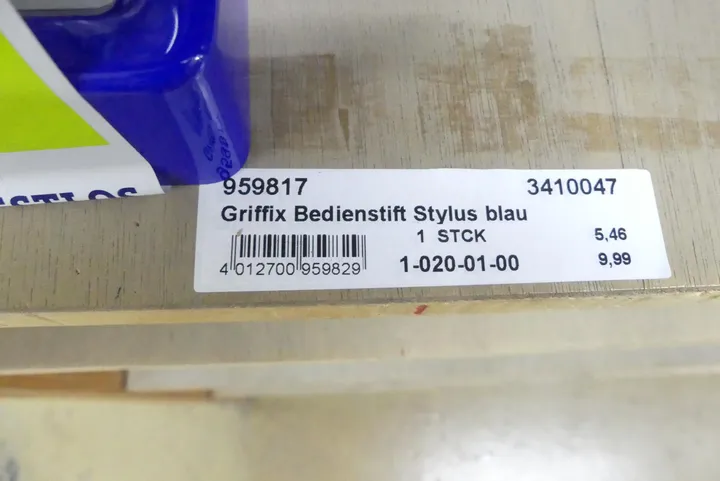 959817 3410047
Griffix Bedienstift Stylus blau
1 STCK 5,46
4 012700 959829 1-020-01-00 9,99